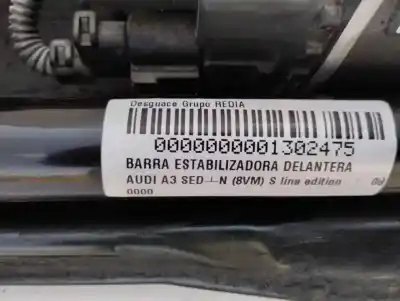 Desguace Grupo REDIA
0000000001302475
BARRA ESTABILIZADORA DELANTERA
AUDI A3 SED┴N (8VM) S line edition
0000